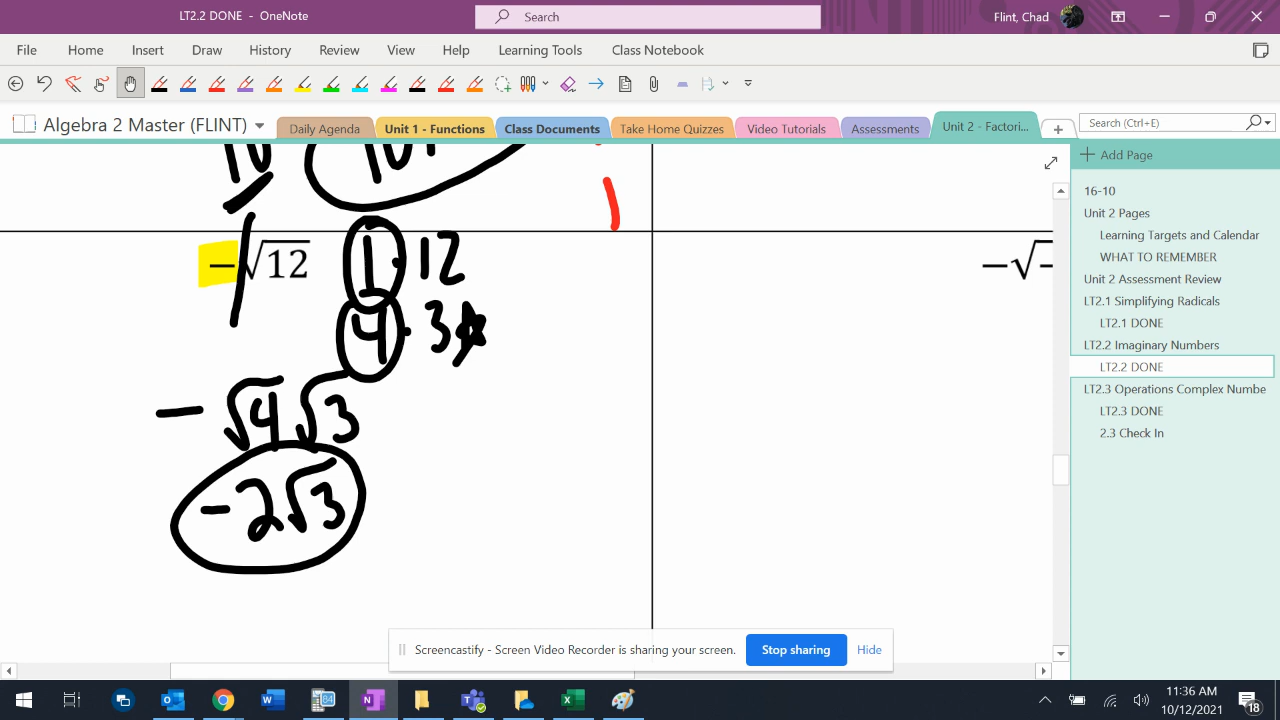 LT2.2 DONE - OneNote
Search
Flint, Chad
File Home Insert Draw History Review View Help Learning Tools Class Notebook
Algebra 2 Master (FLINT)
Daily Agenda
Unit 1 - Functions
Class Documents
Take Home Quizzes
Video Tutorials
Assessments
Unit 2 - Factori...
Search (Ctrl+E)
Add Page
16-10
Unit 2 Pages
Learning Targets and Calendar
WHAT TO REMEMBER
Unit 2 Assessment Review
LT2.1 Simplifying Radicals
LT2.1 DONE
LT2.2 Imaginary Numbers
LT2.2 DONE
LT2.3 Operations Complex Numbe
LT2.3 DONE
2.3 Check In
−√12 1 · 12
4 · 3
− √4 √3
−2√3
−√−
Screencastify - Screen Video Recorder is sharing your screen.
Stop sharing
Hide
11:36 AM
10/12/2021
18